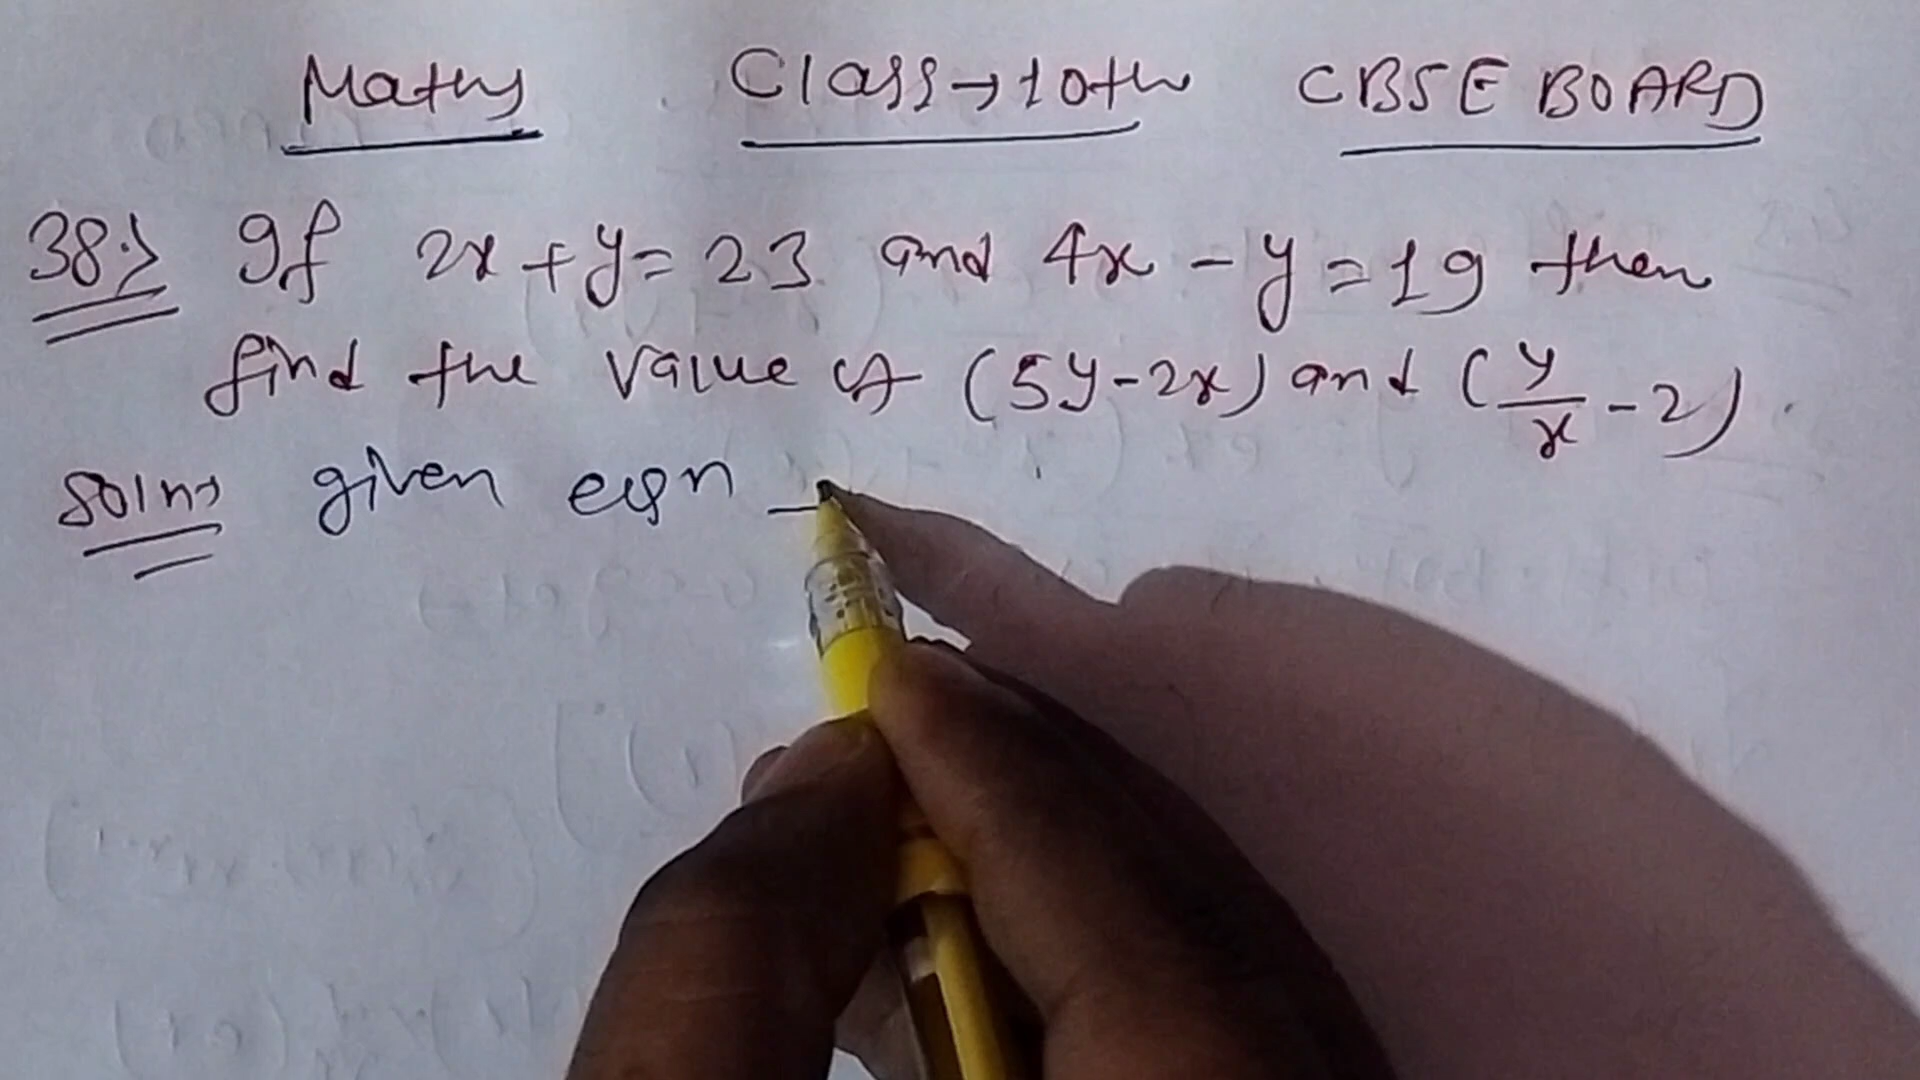 Maths Class→10th CBSE BOARD
38:> If 2x+y=23 and 4x-y=19 then
find the value of (5y-2x) and (y/x-2).
Soln> given eqn —